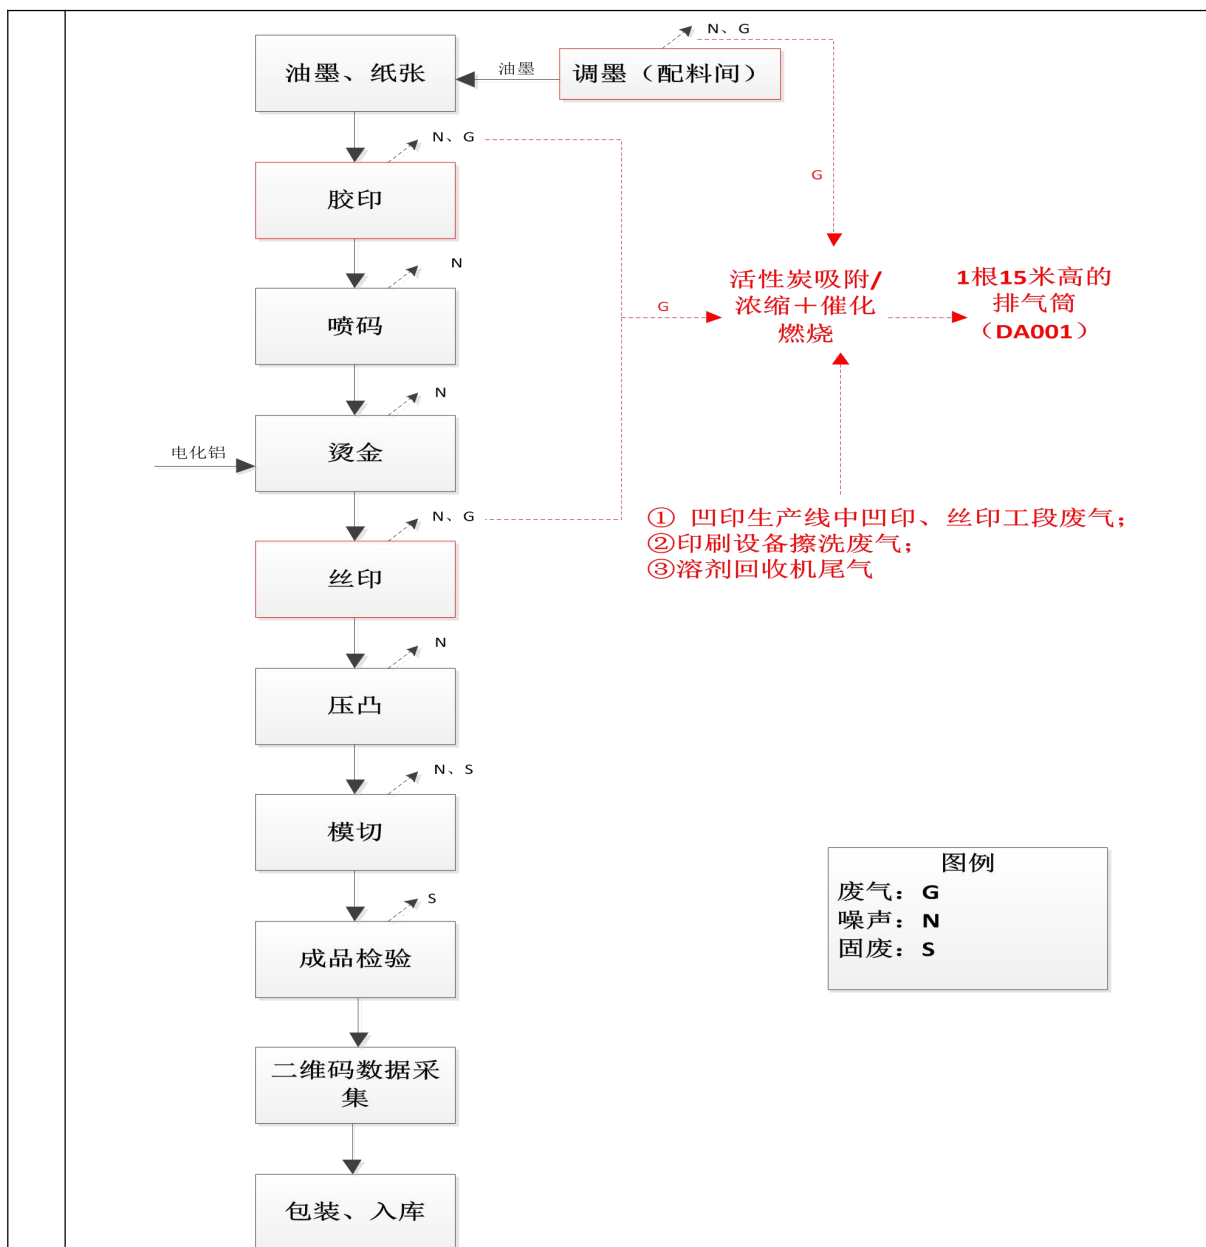 N、G
油墨、纸张
油墨
调墨（配料间）
N、G
G
胶印
N
活性炭吸附/
浓缩＋催化
燃烧
1根15米高的
排气筒
（DA001）
G
喷码
N
电化铝
烫金
N、G
① 凹印生产线中凹印、丝印工段废气；
②印刷设备擦洗废气；
③溶剂回收机尾气
丝印
N
压凸
N、S
模切
图例
废气：G
噪声：N
固废：S
S
成品检验
二维码数据采
集
包装、入库